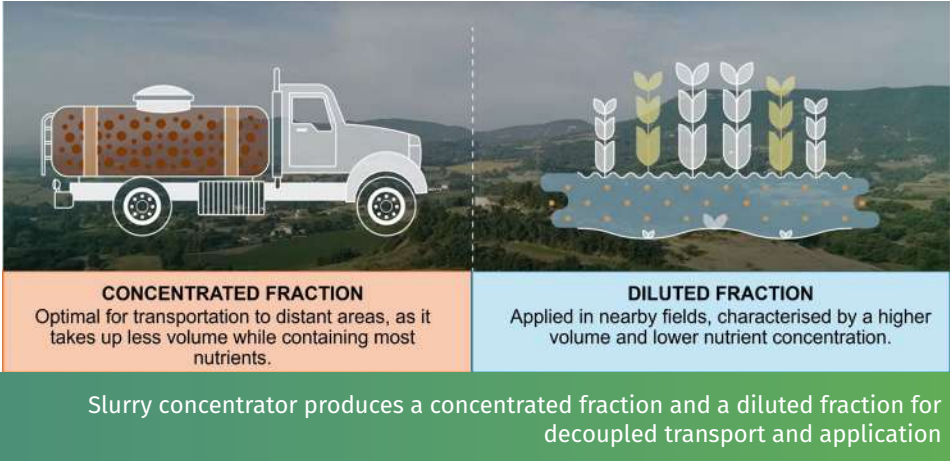 CONCENTRATED FRACTION
Optimal for transportation to distant areas, as it
takes up less volume while containing most
nutrients.
DILUTED FRACTION
Applied in nearby fields, characterised by a higher
volume and lower nutrient concentration.
Slurry concentrator produces a concentrated fraction and a diluted fraction for
decoupled transport and application